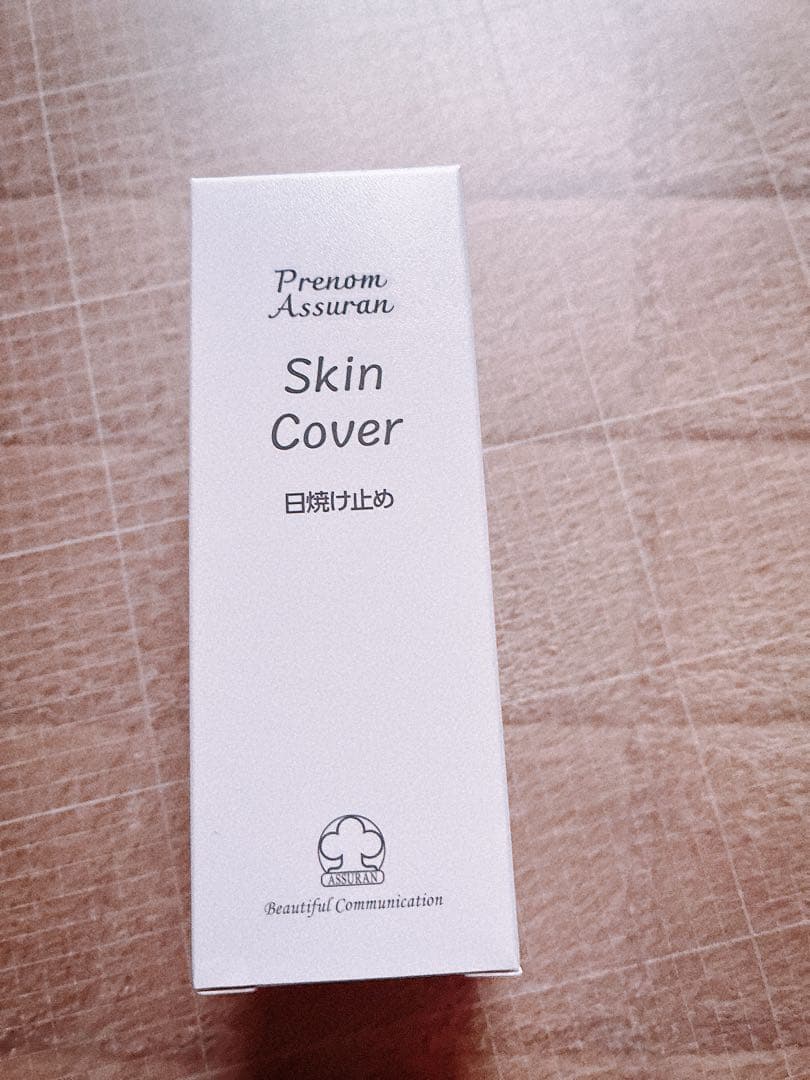 Prenom
Assuran
Skin
Cover
日焼け止め
ASSURAN
Beautiful Communication